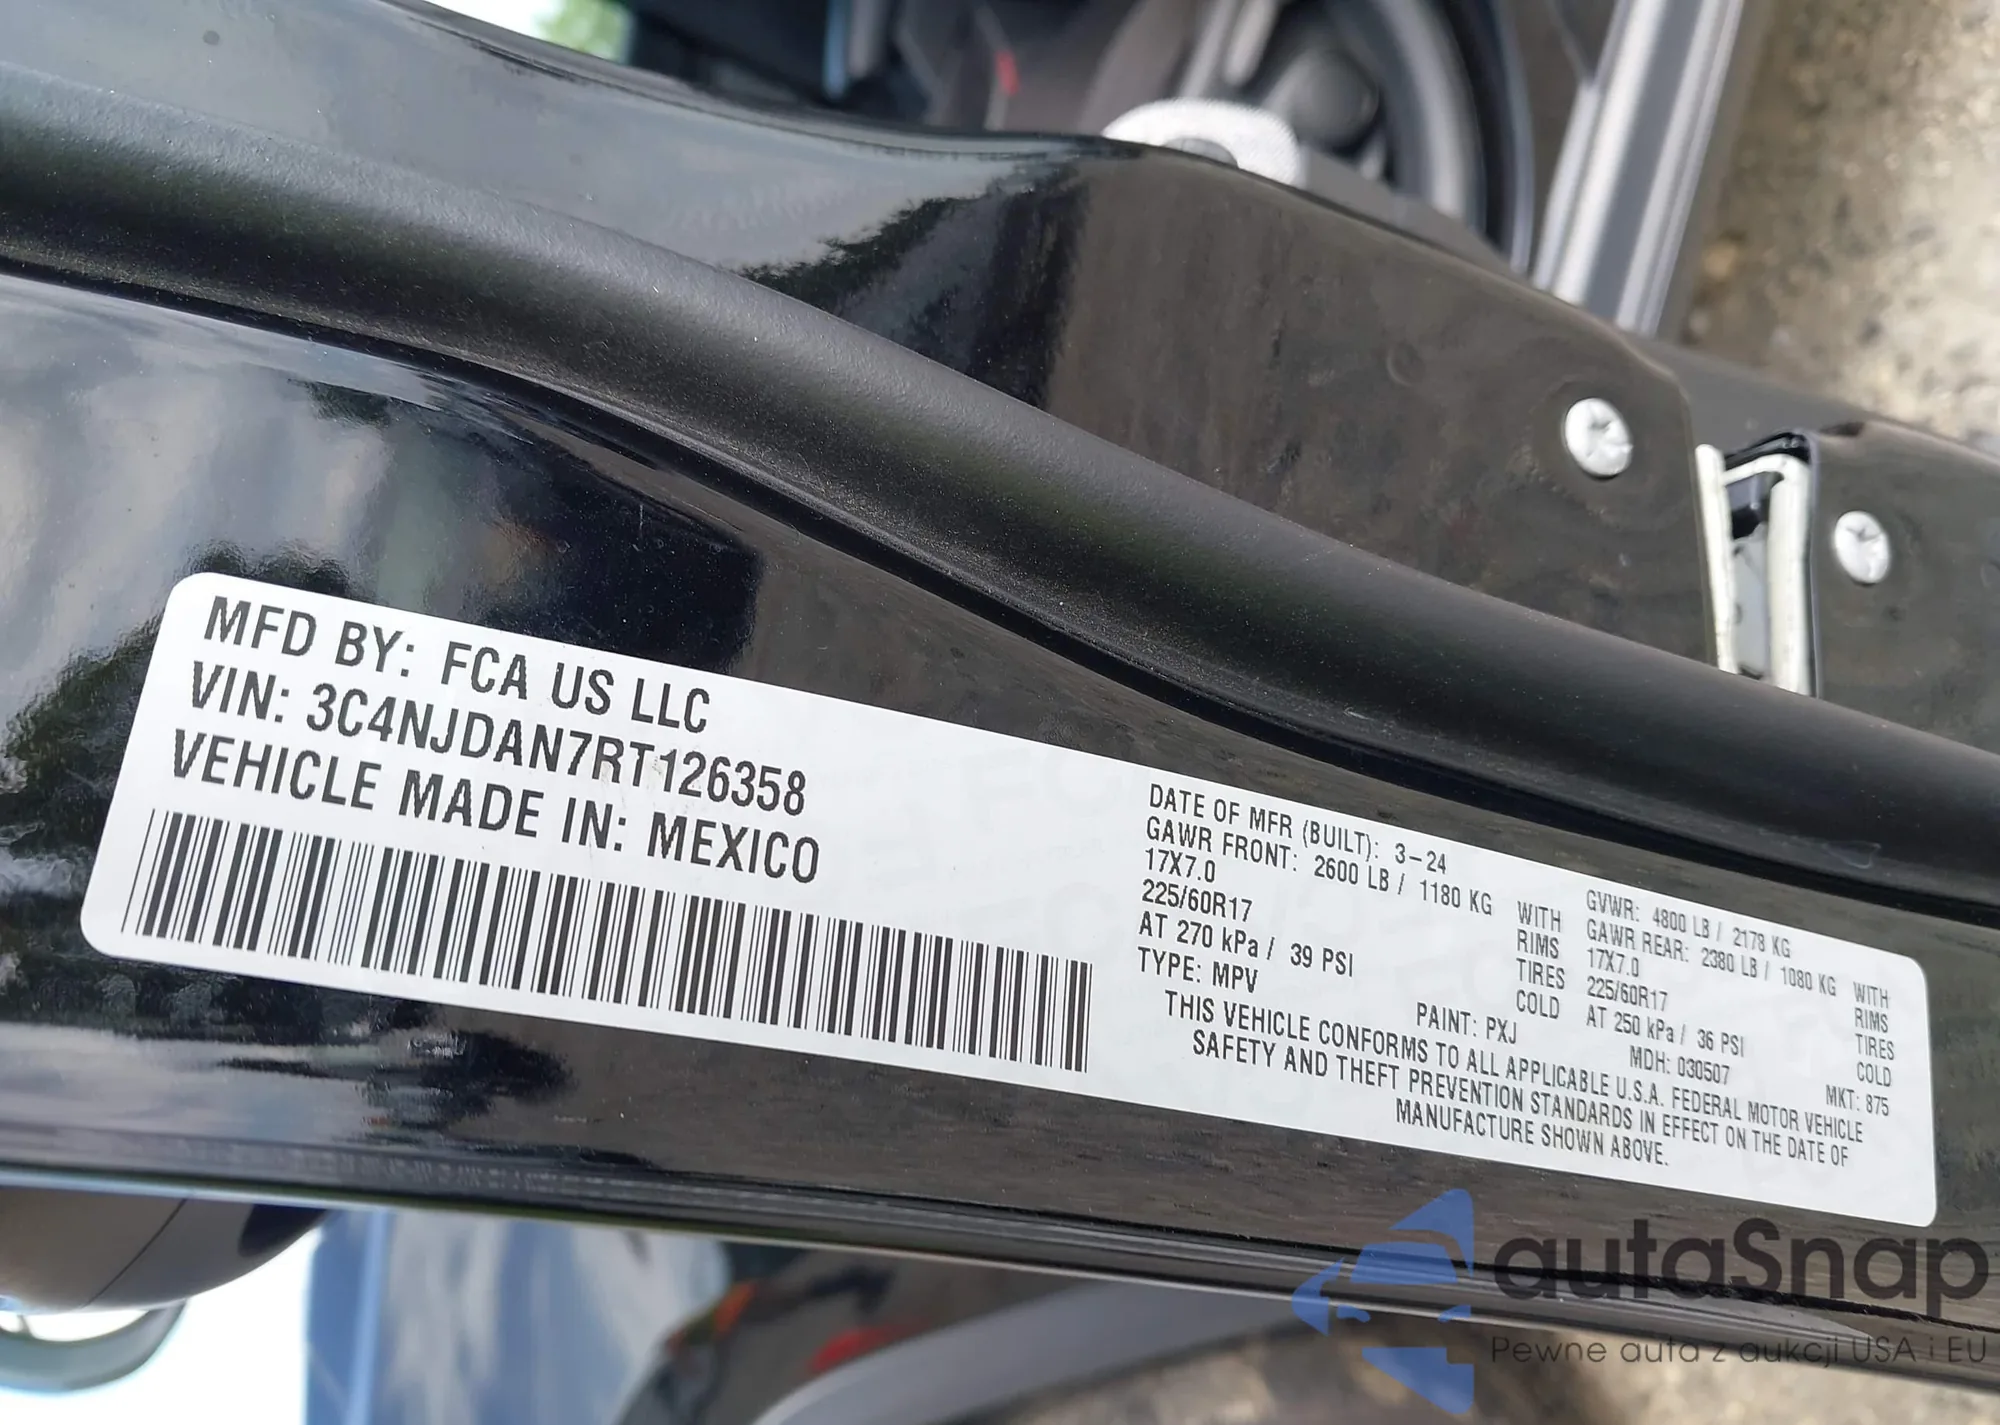 MFD BY: FCA US LLC
VIN: 3C4NJDAN7RT126358
VEHICLE MADE IN: MEXICO
DATE OF MFR (BUILT): 3-24
GVWR: 4800 LB / 2178 KG
GAWR FRONT: 2600 LB / 1180 KG WITH
GAWR REAR: 2380 LB / 1080 KG WITH
17X7.0 RIMS
17X7.0 RIMS
225/60R17 TIRES
225/60R17 TIRES
AT 270 kPa / 39 PSI COLD
AT 250 kPa / 36 PSI COLD
TYPE: MPV
PAINT: PXJ
MDH: 030507
MKT: 875
THIS VEHICLE CONFORMS TO ALL APPLICABLE U.S.A. FEDERAL MOTOR VEHICLE
SAFETY AND THEFT PREVENTION STANDARDS IN EFFECT ON THE DATE OF
MANUFACTURE SHOWN ABOVE.
autaSnap
Pewne auta z aukcji USA i EU